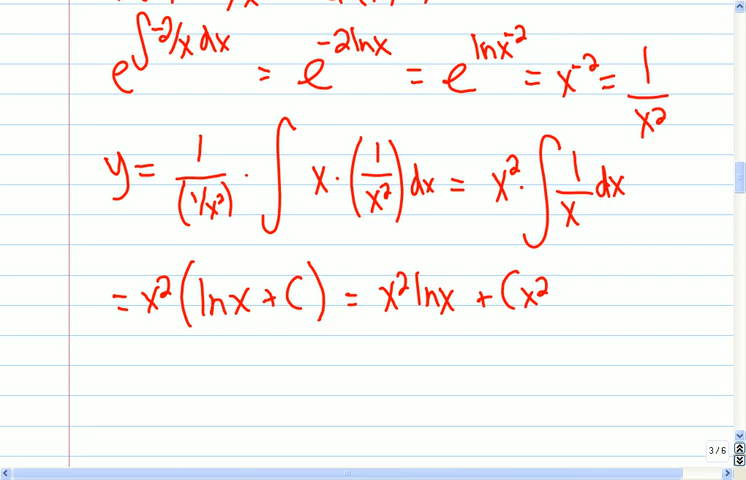 e^{∫-2/x dx} = e^{-2lnx} = e^{lnx^{-2}} = x^{-2} = 1/x^2
y = 1/(1/x^2) · ∫ x · (1/x^2) dx = x^2 · ∫ 1/x dx
= x^2 (lnx + C) = x^2 lnx + Cx^2
3 / 6